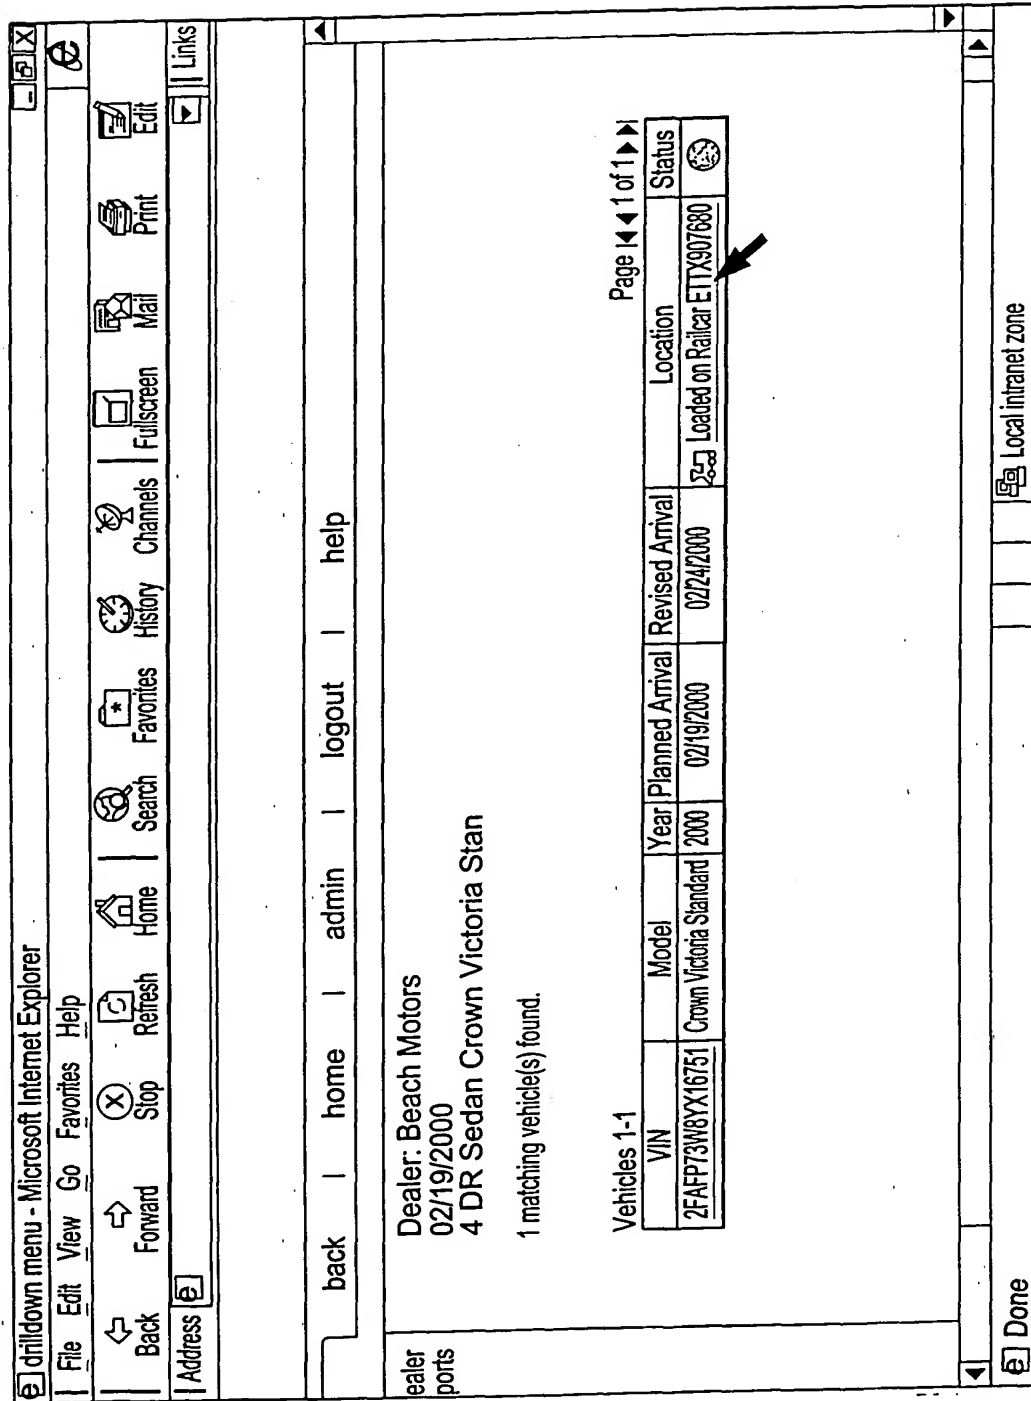 drilldown menu - Microsoft Internet Explorer
File Edit View Go Favorites Help
Back Forward Stop Refresh Home Search Favorites History Channels Fullscreen Mail Print Edit
Address Links
back | home | admin | logout | help
ealer
ports
Dealer: Beach Motors
02/19/2000
4 DR Sedan Crown Victoria Stan
1 matching vehicle(s) found.
Vehicles 1-1 Page 1 of 1
VIN Model Year Planned Arrival Revised Arrival Location Status
2FAFP73W8YX16751 Crown Victoria Standard 2000 02/19/2000 02/24/2000 Loaded on Railcar ETTX907680
Done Local intranet zone